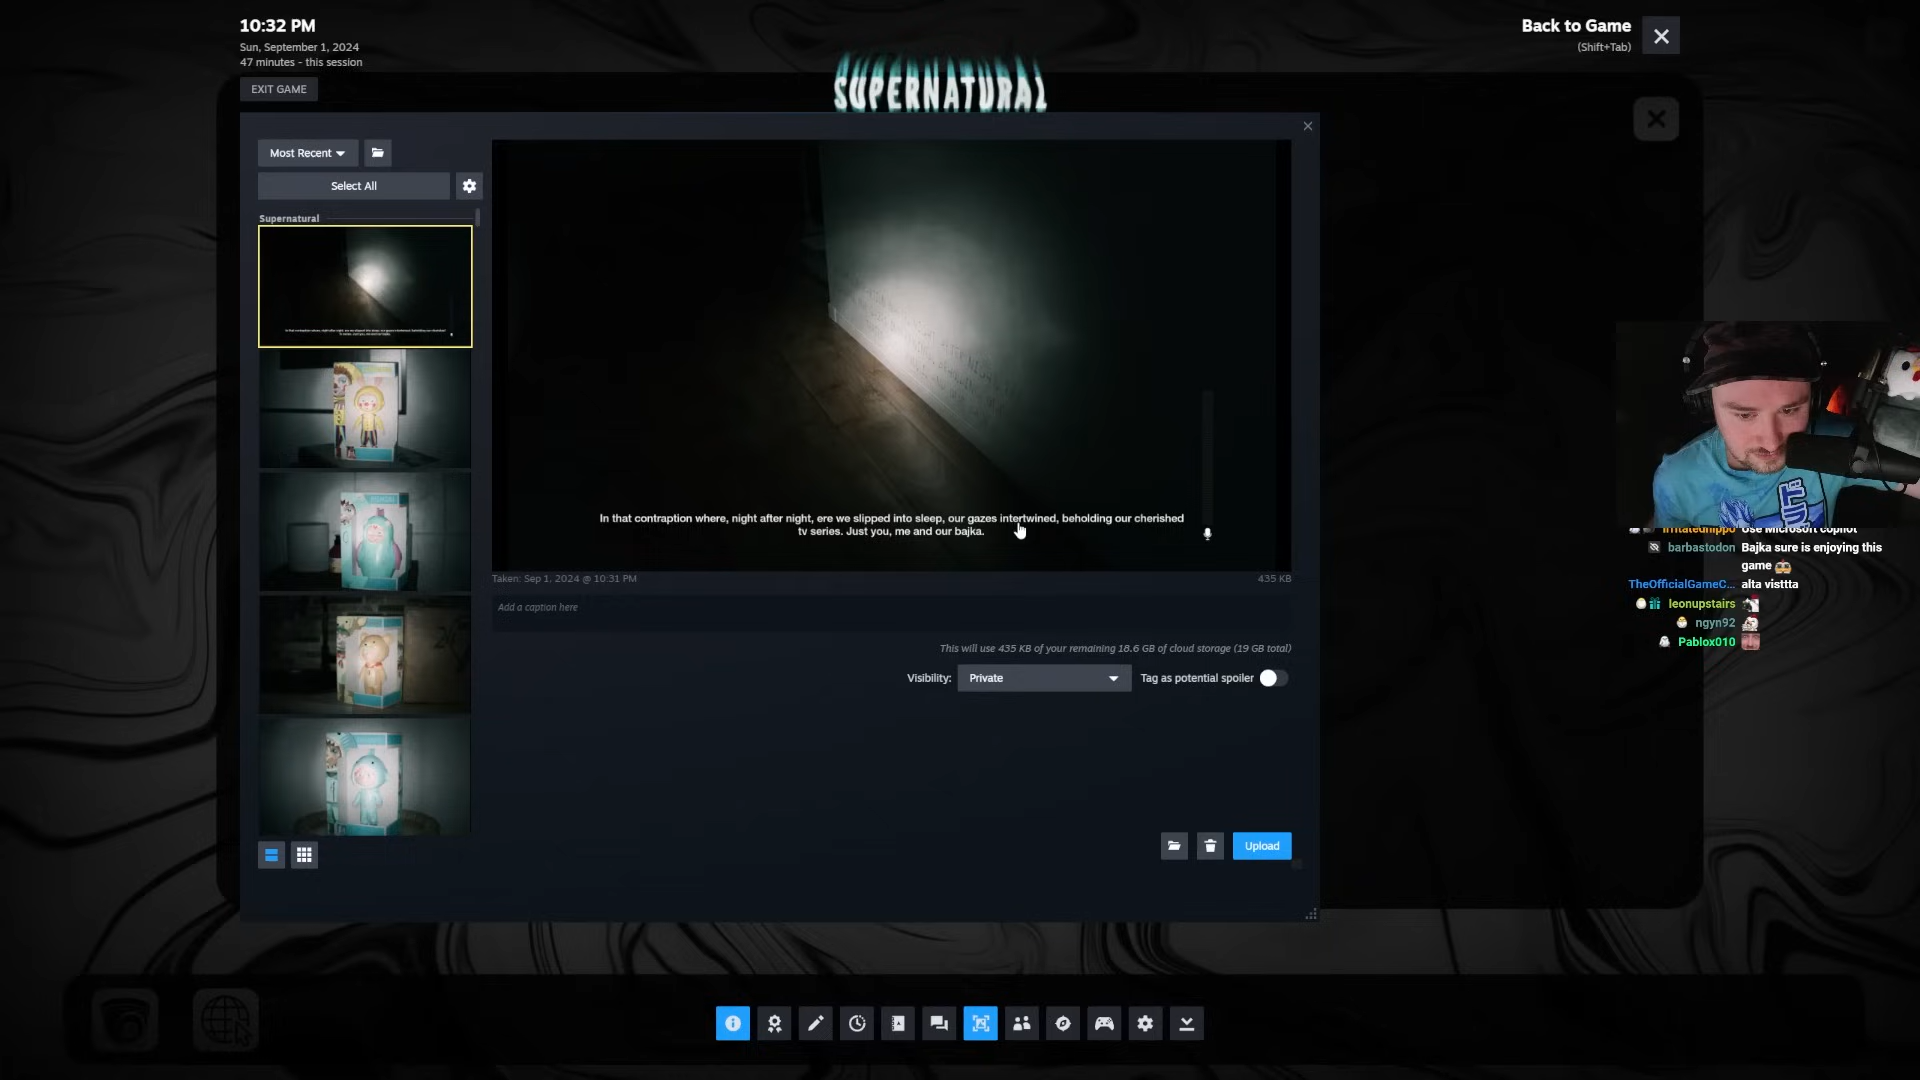 10:32 PM
Sun, September 1, 2024
47 minutes - this session
EXIT GAME
Back to Game
(Shift+Tab)
SUPERNATURAL
Most Recent
Select All
Supernatural
In that contraption where, night after night, ere we slipped into sleep, our gazes intertwined, beholding our cherished
tv series. Just you, me and our bajka.
Taken: Sep 1, 2024 @ 10:31 PM
435 KB
Add a caption here
This will use 435 KB of your remaining 18.6 GB of cloud storage (19 GB total)
Visibility:
Private
Tag as potential spoiler
Upload
irritatedhippo Use Microsoft copilot
barbastodon Bajka sure is enjoying this
game
TheOfficialGameC... alta visttta
leonupstairs
ngyn92
Pablox010